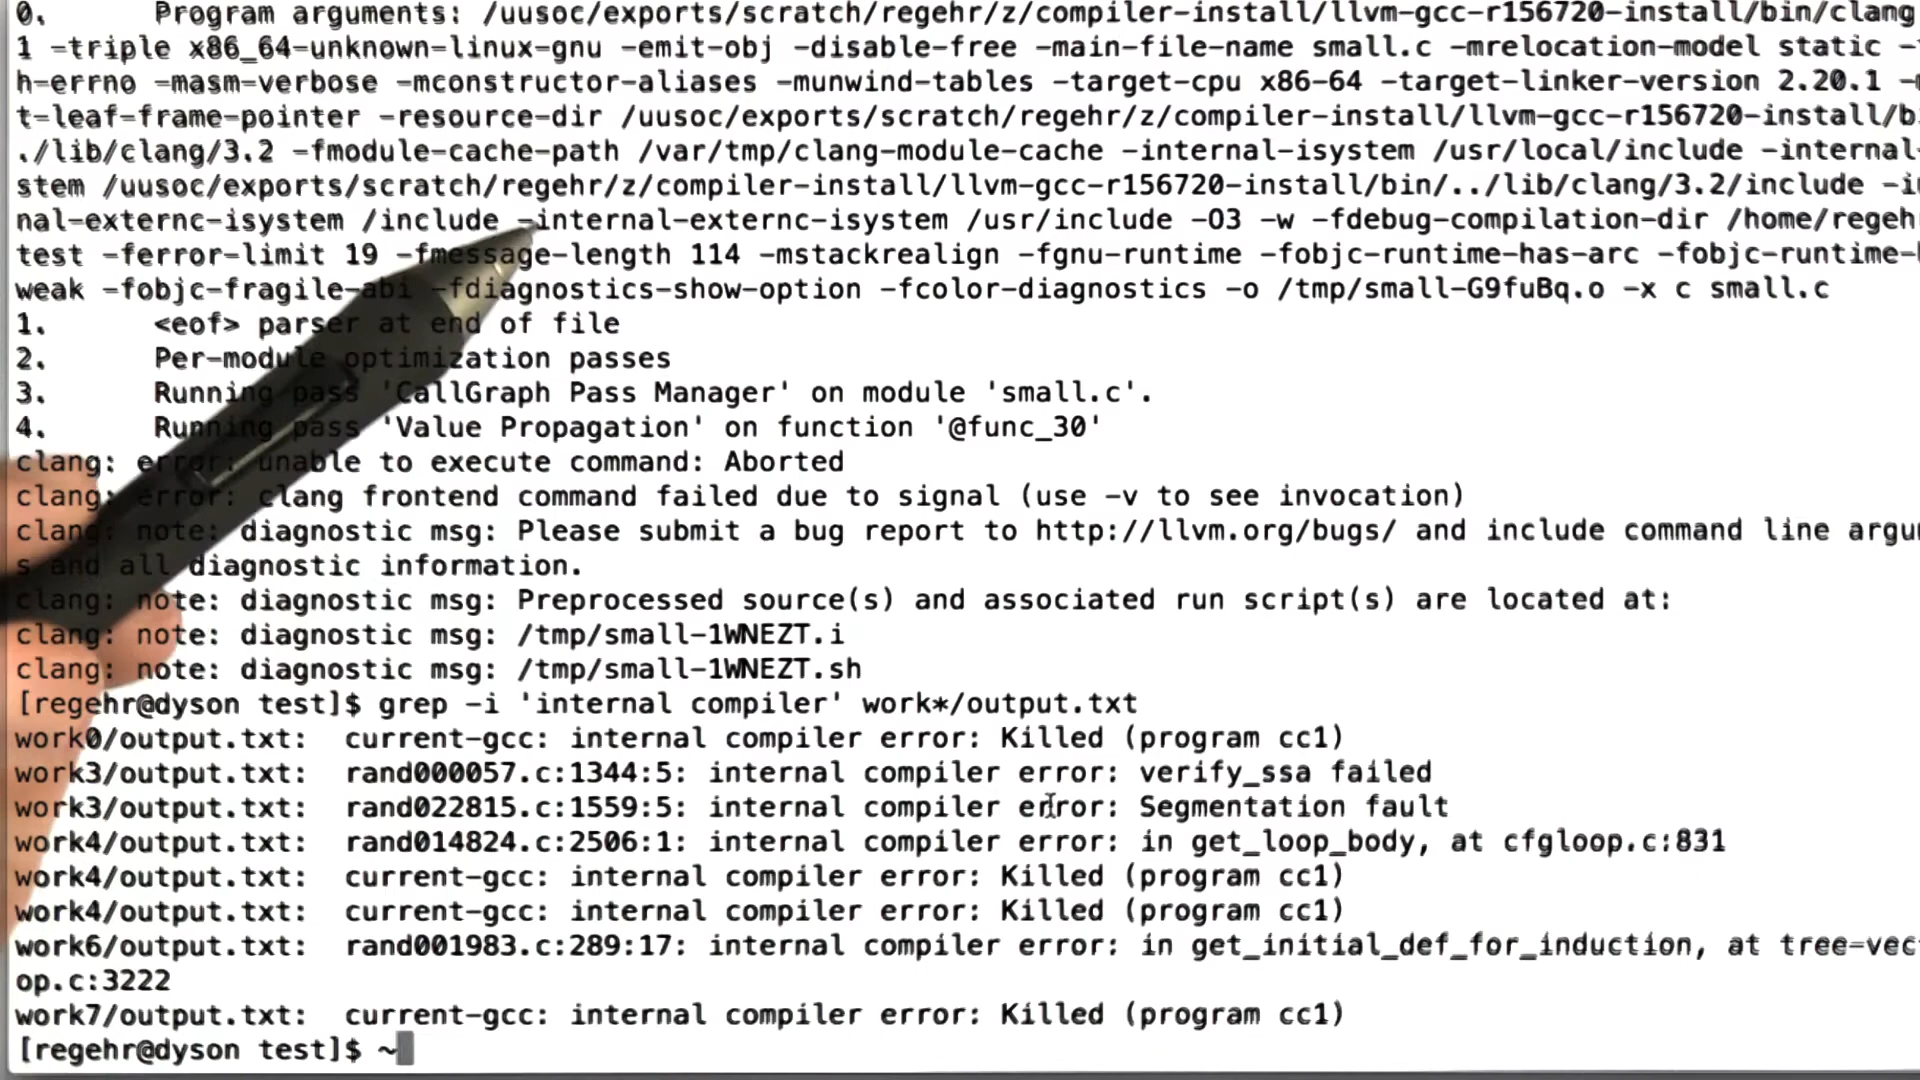 0.      Program arguments: /uusoc/exports/scratch/regehr/z/compiler-install/llvm-gcc-r156720-install/bin/clang
1 -triple x86_64-unknown-linux-gnu -emit-obj -disable-free -main-file-name small.c -mrelocation-model static -
h-errno -masm-verbose -mconstructor-aliases -munwind-tables -target-cpu x86-64 -target-linker-version 2.20.1 -
t-leaf-frame-pointer -resource-dir /uusoc/exports/scratch/regehr/z/compiler-install/llvm-gcc-r156720-install/b
./lib/clang/3.2 -fmodule-cache-path /var/tmp/clang-module-cache -internal-isystem /usr/local/include -internal-
stem /uusoc/exports/scratch/regehr/z/compiler-install/llvm-gcc-r156720-install/bin/../lib/clang/3.2/include -i
nal-externc-isystem /include -internal-externc-isystem /usr/include -O3 -w -fdebug-compilation-dir /home/regeh
test -ferror-limit 19 -fmessage-length 114 -mstackrealign -fgnu-runtime -fobjc-runtime-has-arc -fobjc-runtime-
weak -fobjc-fragile-abi -fdiagnostics-show-option -fcolor-diagnostics -o /tmp/small-G9fuBq.o -x c small.c
1.      <eof> parser at end of file
2.      Per-module optimization passes
3.      Running pass 'CallGraph Pass Manager' on module 'small.c'.
4.      Running pass 'Value Propagation' on function '@func_30'
clang: error: unable to execute command: Aborted
clang: error: clang frontend command failed due to signal (use -v to see invocation)
clang: note: diagnostic msg: Please submit a bug report to http://llvm.org/bugs/ and include command line argu
s and all diagnostic information.
clang: note: diagnostic msg: Preprocessed source(s) and associated run script(s) are located at:
clang: note: diagnostic msg: /tmp/small-1WNEZT.i
clang: note: diagnostic msg: /tmp/small-1WNEZT.sh
[regehr@dyson test]$ grep -i 'internal compiler' work*/output.txt
work0/output.txt:  current-gcc: internal compiler error: Killed (program cc1)
work3/output.txt:  rand000057.c:1344:5: internal compiler error: verify_ssa failed
work3/output.txt:  rand022815.c:1559:5: internal compiler error: Segmentation fault
work4/output.txt:  rand014824.c:2506:1: internal compiler error: in get_loop_body, at cfgloop.c:831
work4/output.txt:  current-gcc: internal compiler error: Killed (program cc1)
work4/output.txt:  current-gcc: internal compiler error: Killed (program cc1)
work6/output.txt:  rand001983.c:289:17: internal compiler error: in get_initial_def_for_induction, at tree-vec
op.c:3222
work7/output.txt:  current-gcc: internal compiler error: Killed (program cc1)
[regehr@dyson test]$ ~